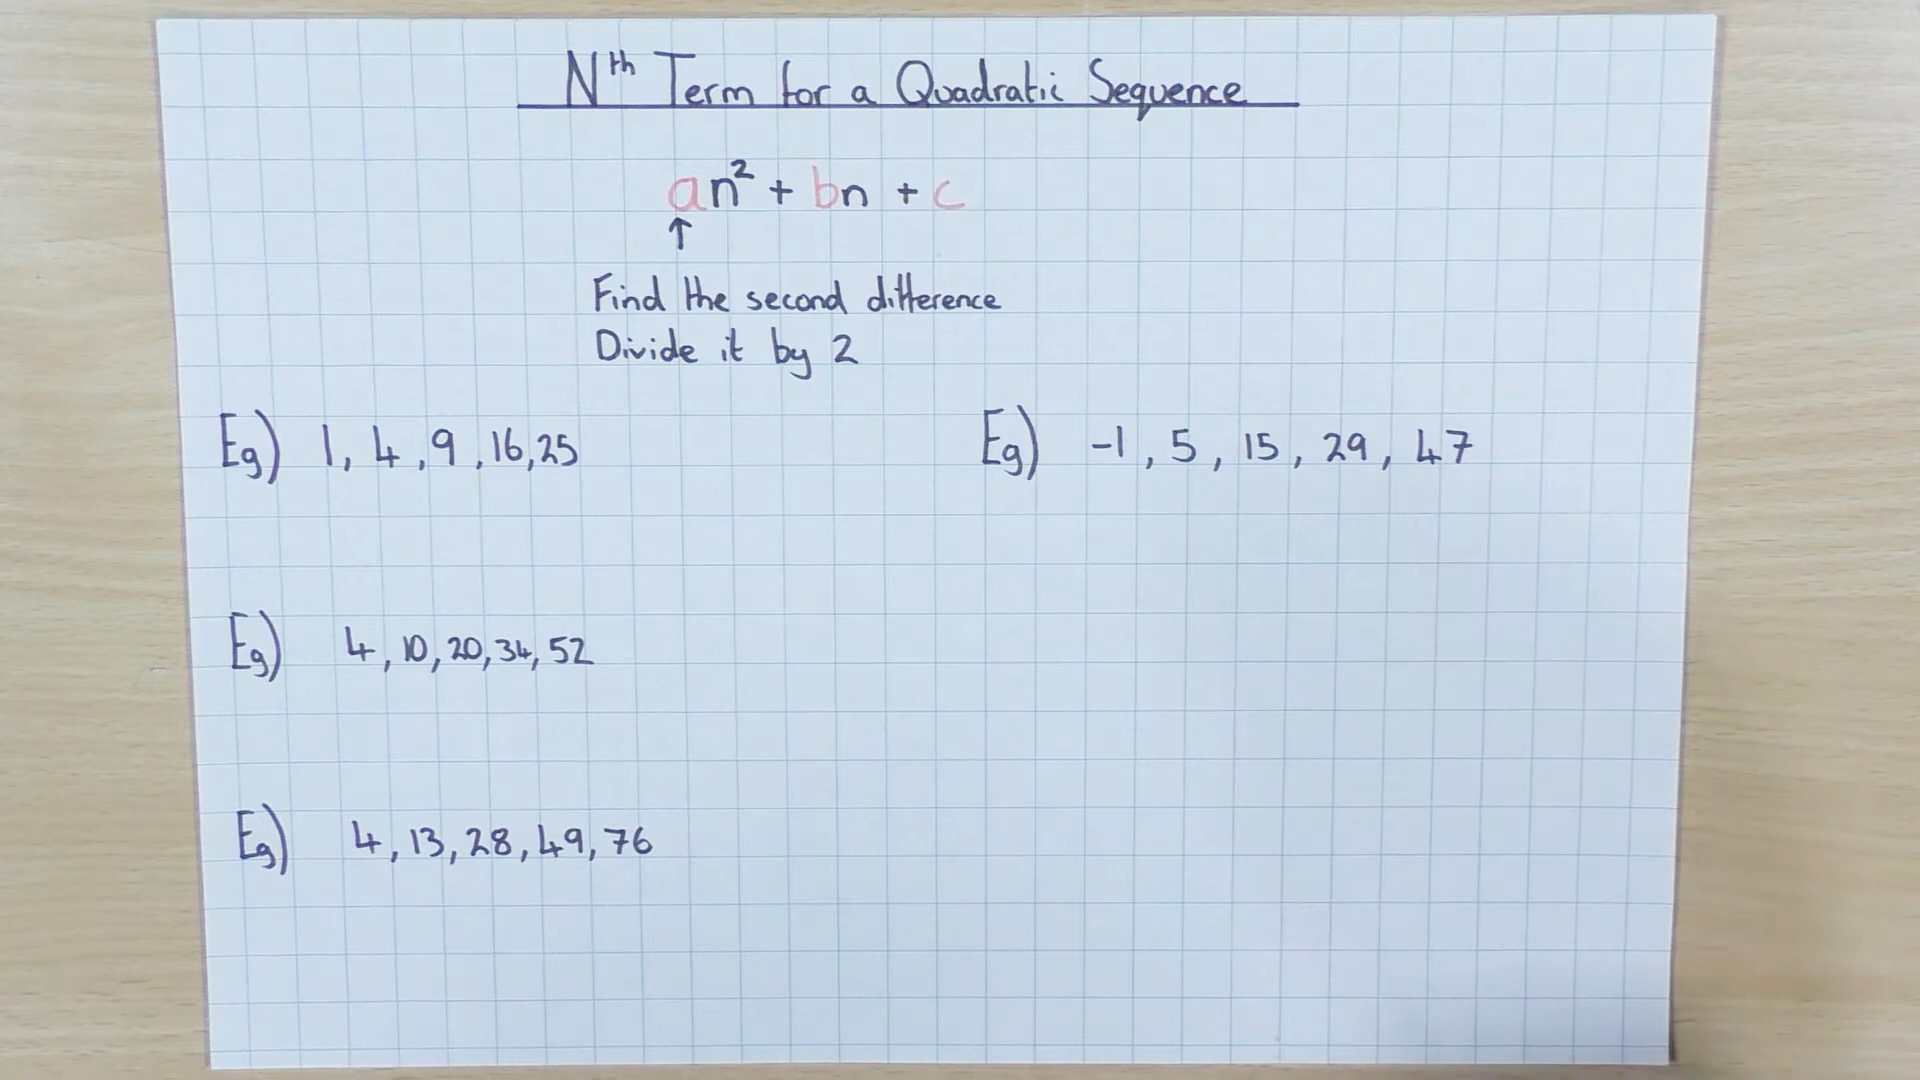 Nth Term for a Quadratic Sequence
an² + bn + c
↑
Find the second difference
Divide it by 2
Eg) 1, 4, 9, 16, 25
Eg) -1, 5, 15, 29, 47
Eg) 4, 10, 20, 34, 52
Eg) 4, 13, 28, 49, 76